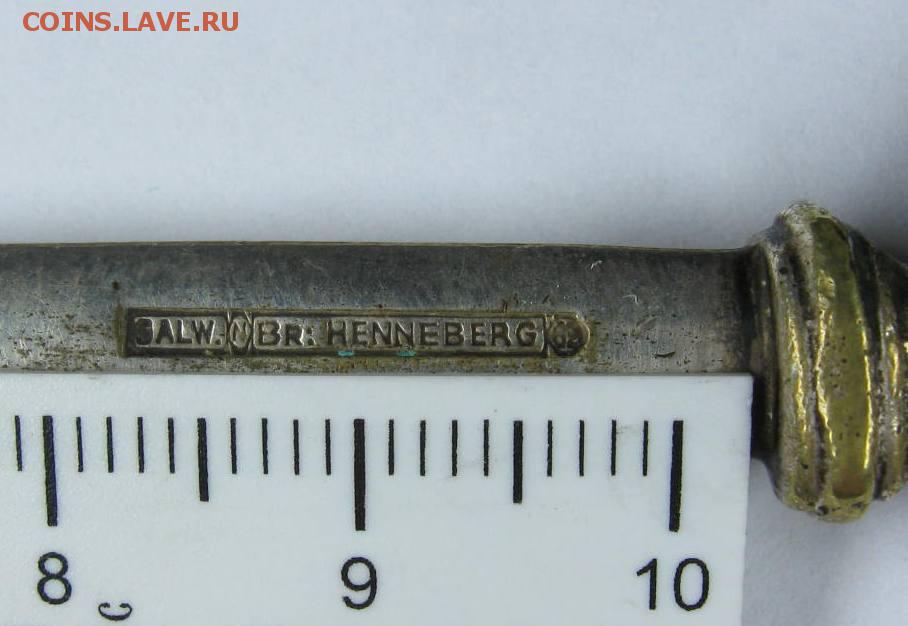 COINS.LAVE.RU
GALW. N BR: HENNEBERG
8 9 10
c